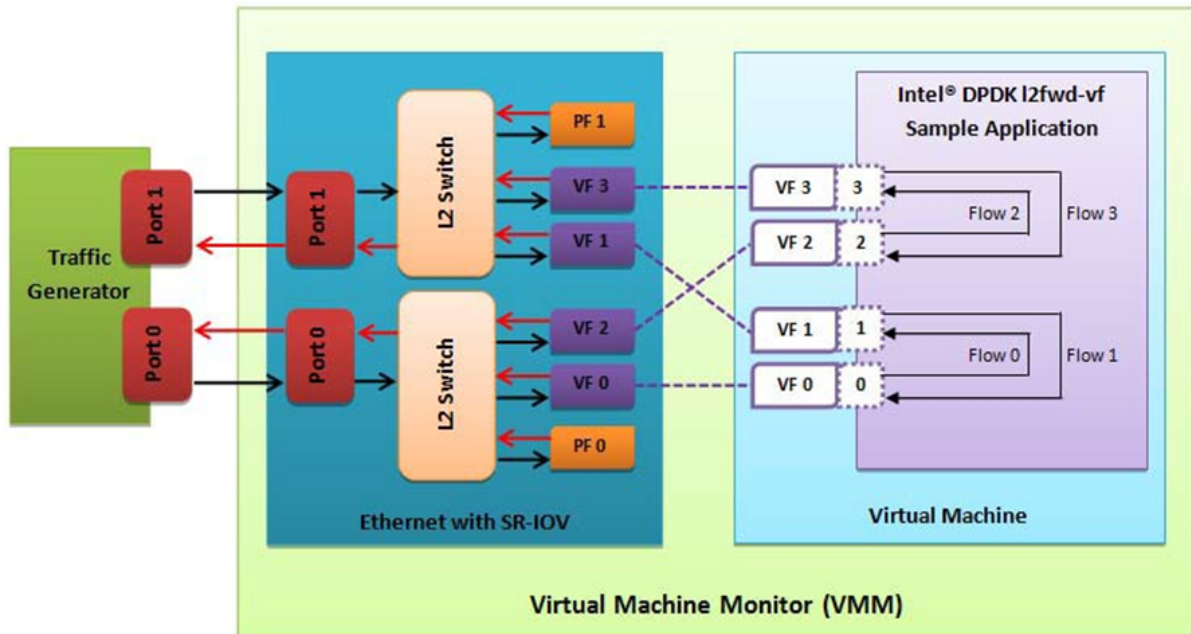 Traffic
Generator
Port 1
Port 0
Port 1
Port 0
L2 Switch
L2 Switch
PF 1
VF 3
VF 1
VF 2
VF 0
PF 0
Ethernet with SR-IOV
Intel® DPDK l2fwd-vf
Sample Application
VF 3
3
VF 2
2
Flow 2
Flow 3
VF 1
1
VF 0
0
Flow 0
Flow 1
Virtual Machine
Virtual Machine Monitor (VMM)